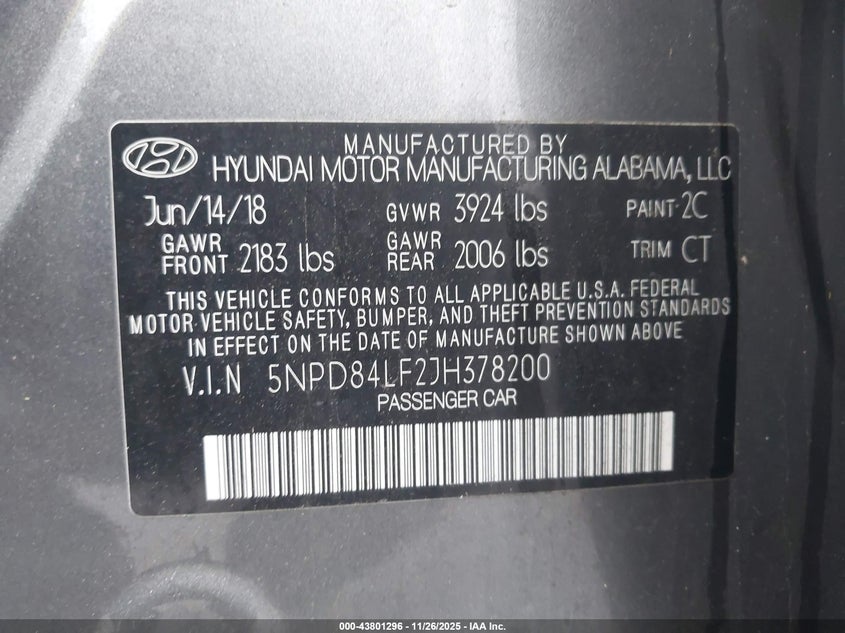 MANUFACTURED BY
HYUNDAI MOTOR MANUFACTURING ALABAMA, LLC
Jun/14/18 GVWR 3924 lbs PAINT 2C
GAWR FRONT 2183 lbs GAWR REAR 2006 lbs TRIM CT
THIS VEHICLE CONFORMS TO ALL APPLICABLE U.S.A. FEDERAL
MOTOR VEHICLE SAFETY, BUMPER, AND THEFT PREVENTION STANDARDS
IN EFFECT ON THE DATE OF MANUFACTURE SHOWN ABOVE
V.I.N 5NPD84LF2JH378200
PASSENGER CAR
000-43801296 - 11/26/2025 - IAA Inc.